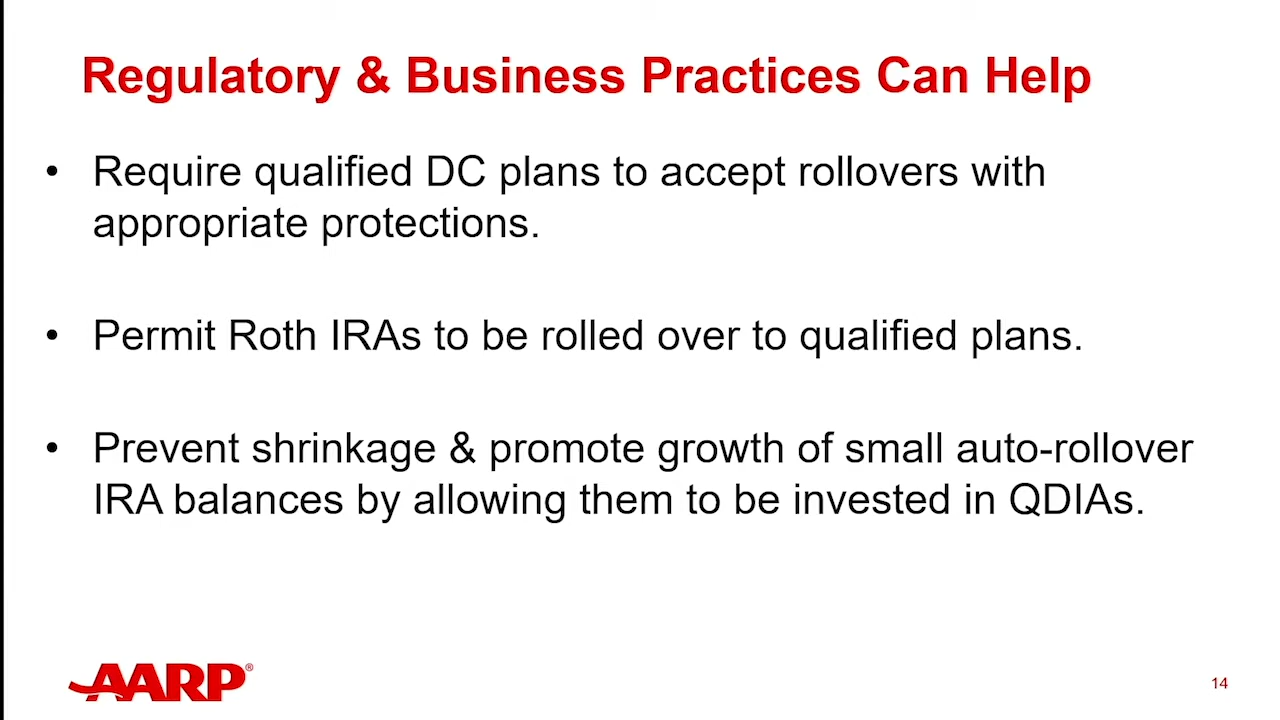 Regulatory & Business Practices Can Help
• Require qualified DC plans to accept rollovers with
appropriate protections.
• Permit Roth IRAs to be rolled over to qualified plans.
• Prevent shrinkage & promote growth of small auto-rollover
IRA balances by allowing them to be invested in QDIAs.
AARP®
14